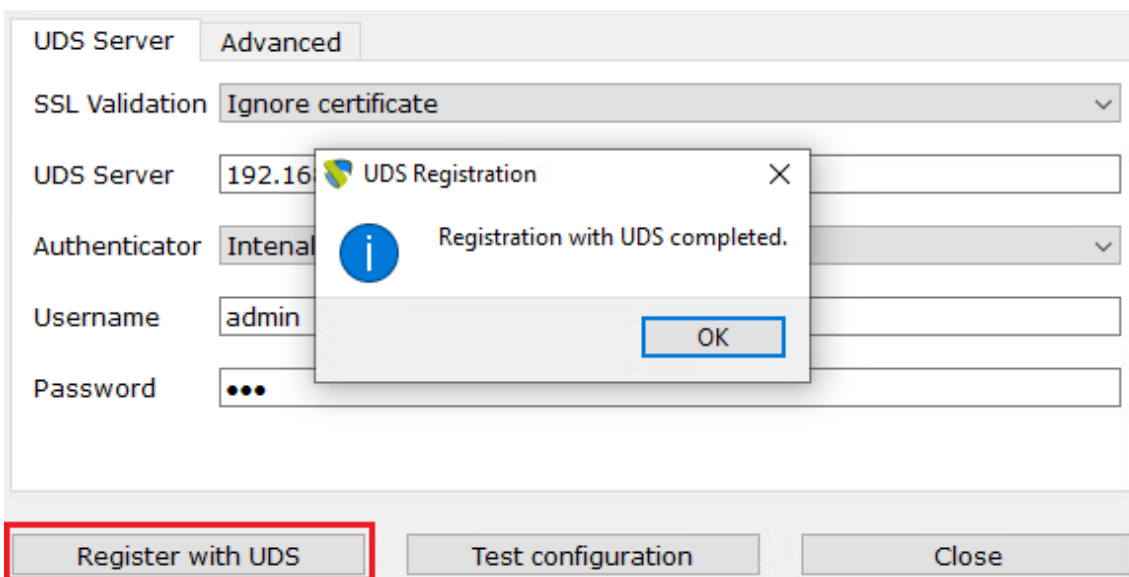 UDS Server Advanced
SSL Validation Ignore certificate
UDS Server 192.16
UDS Registration
Registration with UDS completed.
OK
Authenticator Intenal
Username admin
Password •••
Register with UDS Test configuration Close